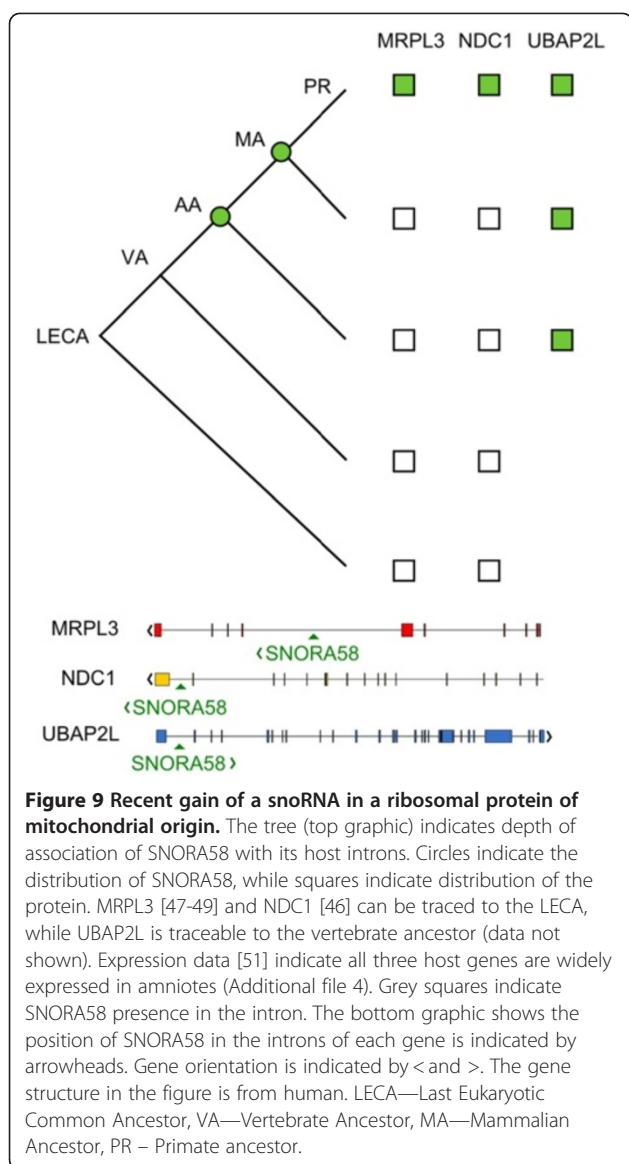 MRPL3 NDC1 UBAP2L
PR
MA
AA
VA
LECA
MRPL3
<SNORA58
NDC1
<SNORA58
UBAP2L
SNORA58>
Figure 9 Recent gain of a snoRNA in a ribosomal protein of
mitochondrial origin. The tree (top graphic) indicates depth of
association of SNORA58 with its host introns. Circles indicate the
distribution of SNORA58, while squares indicate distribution of the
protein. MRPL3 [47-49] and NDC1 [46] can be traced to the LECA,
while UBAP2L is traceable to the vertebrate ancestor (data not
shown). Expression data [51] indicate all three host genes are widely
expressed in amniotes (Additional file 4). Grey squares indicate
SNORA58 presence in the intron. The bottom graphic shows the
position of SNORA58 in the introns of each gene is indicated by
arrowheads. Gene orientation is indicated by < and >. The gene
structure in the figure is from human. LECA—Last Eukaryotic
Common Ancestor, VA—Vertebrate Ancestor, MA—Mammalian
Ancestor, PR – Primate ancestor.